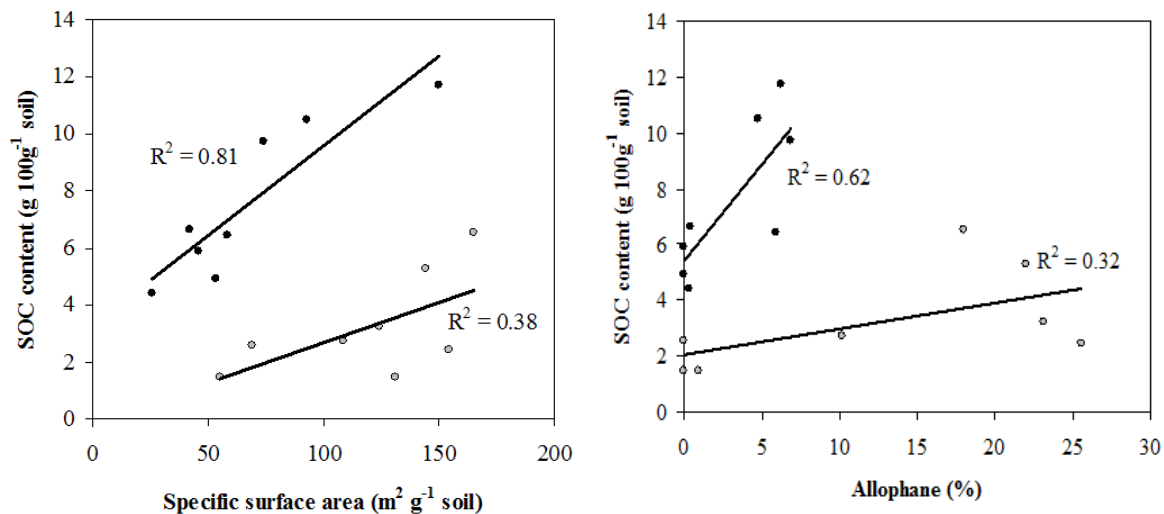 SOC content (g 100g⁻¹ soil)
14
12
10
8
6
4
2
0
R² = 0.81
R² = 0.38
0 50 100 150 200
Specific surface area (m² g⁻¹ soil)
SOC content (g 100g⁻¹ soil)
14
12
10
8
6
4
2
0
R² = 0.62
R² = 0.32
0 5 10 15 20 25 30
Allophane (%)